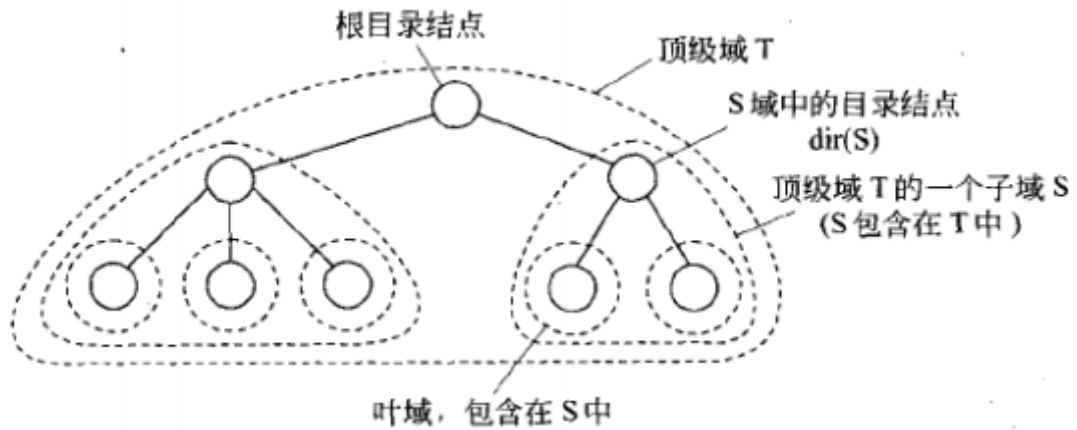 根目录结点
顶级域 T
S 域中的目录结点
dir(S)
顶级域 T 的一个子域 S
(S 包含在 T 中 )
叶域，包含在 S 中